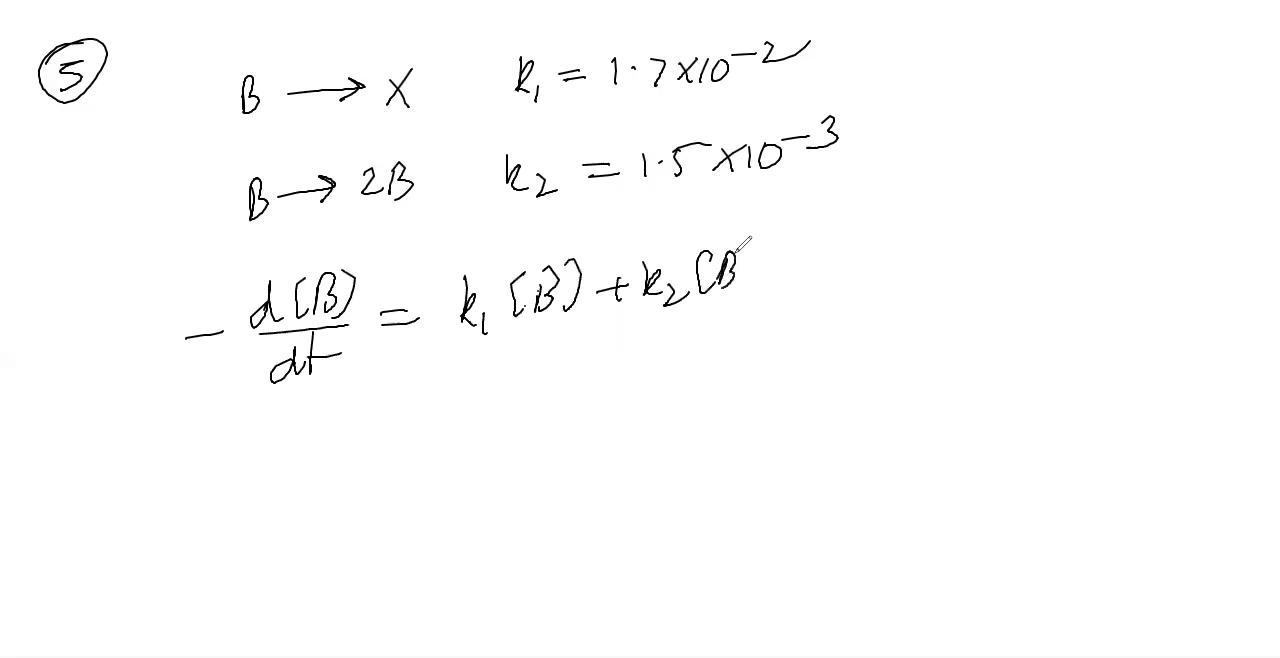 5
B → X k₁ = 1.7×10⁻²
B → 2B k₂ = 1.5×10⁻³
- d[B]/dt = k₁ [B] + k₂ [B